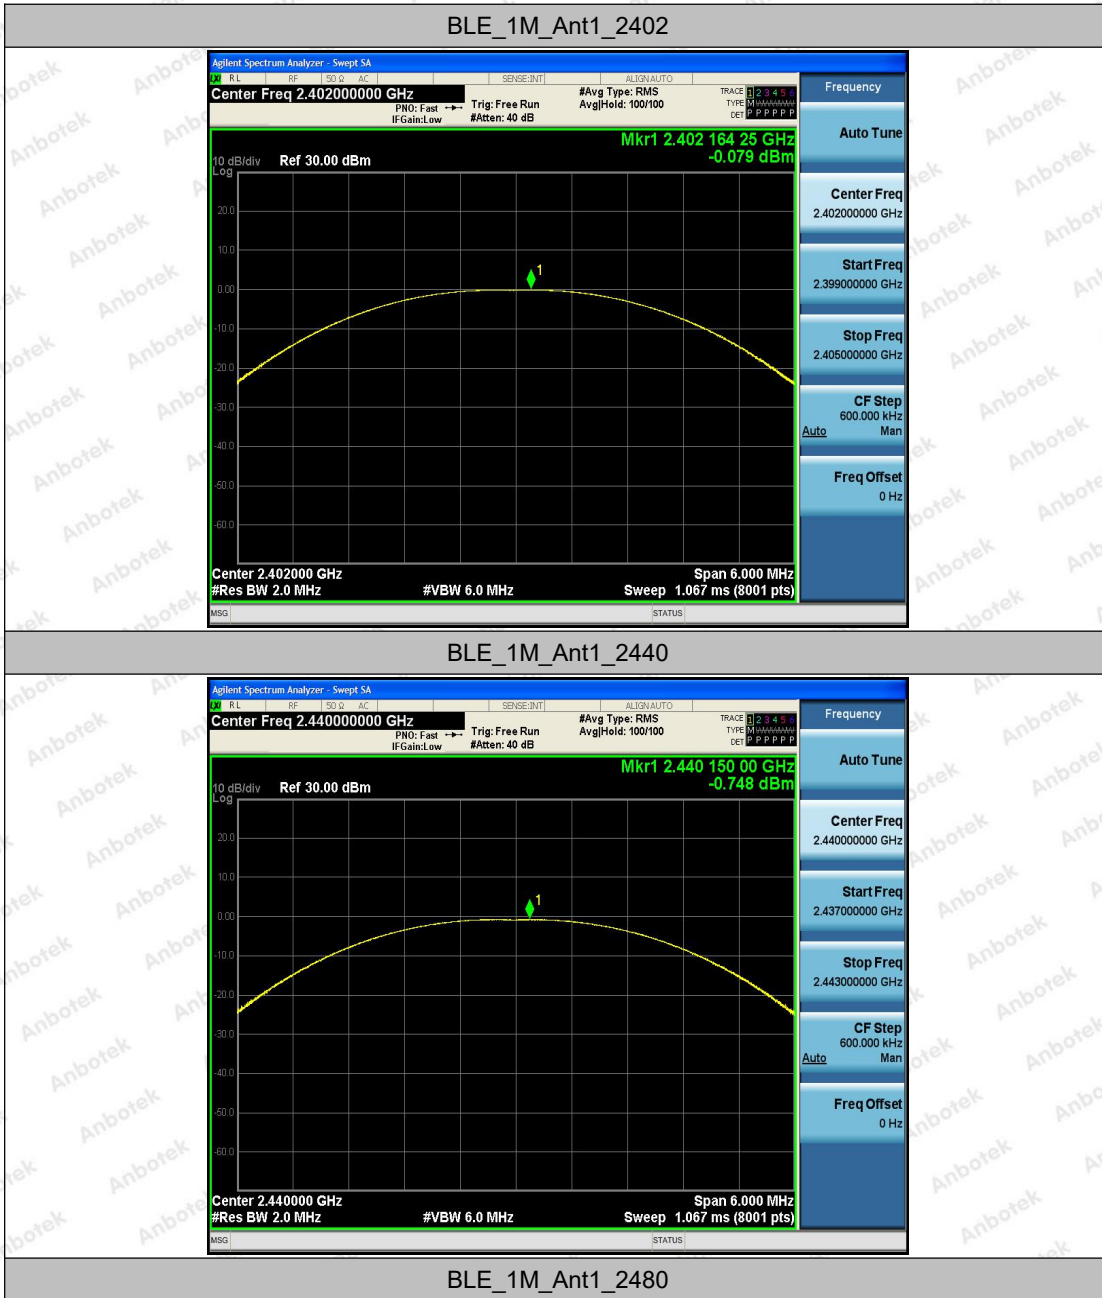 BLE_1M_Ant1_2402
Agilent Spectrum Analyzer - Swept SA
LXI RL RF 50 Ω AC SENSE:INT ALIGNAUTO
Center Freq 2.402000000 GHz
PNO: Fast
IFGain:Low
Trig: Free Run
#Atten: 40 dB
#Avg Type: RMS
Avg|Hold: 100/100
TRACE 1 2 3 4 5 6
TYPE M WWWWW
DET P P P P P P
Mkr1 2.402 164 25 GHz
-0.079 dBm
10 dB/div Ref 30.00 dBm
Log
20.0
10.0
0.00
-10.0
-20.0
-30.0
-40.0
-50.0
-60.0
1
Center 2.402000 GHz Span 6.000 MHz
#Res BW 2.0 MHz #VBW 6.0 MHz Sweep 1.067 ms (8001 pts)
MSG STATUS
Frequency
Auto Tune
Center Freq
2.402000000 GHz
Start Freq
2.399000000 GHz
Stop Freq
2.405000000 GHz
CF Step
600.000 kHz
Auto Man
Freq Offset
0 Hz
BLE_1M_Ant1_2440
Agilent Spectrum Analyzer - Swept SA
LXI RL RF 50 Ω AC SENSE:INT ALIGNAUTO
Center Freq 2.440000000 GHz
PNO: Fast
IFGain:Low
Trig: Free Run
#Atten: 40 dB
#Avg Type: RMS
Avg|Hold: 100/100
TRACE 1 2 3 4 5 6
TYPE M WWWWW
DET P P P P P P
Mkr1 2.440 150 00 GHz
-0.748 dBm
10 dB/div Ref 30.00 dBm
Log
20.0
10.0
0.00
-10.0
-20.0
-30.0
-40.0
-50.0
-60.0
1
Center 2.440000 GHz Span 6.000 MHz
#Res BW 2.0 MHz #VBW 6.0 MHz Sweep 1.067 ms (8001 pts)
MSG STATUS
Frequency
Auto Tune
Center Freq
2.440000000 GHz
Start Freq
2.437000000 GHz
Stop Freq
2.443000000 GHz
CF Step
600.000 kHz
Auto Man
Freq Offset
0 Hz
BLE_1M_Ant1_2480
Anbotek